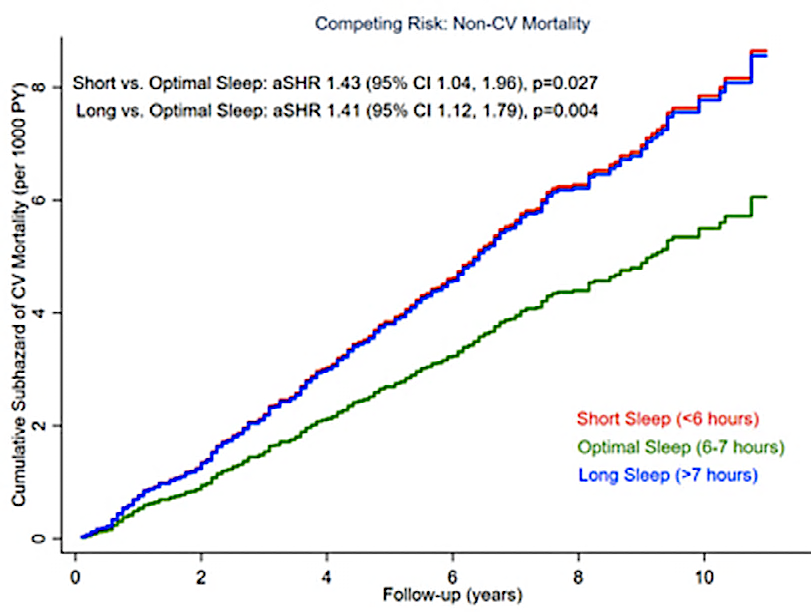 Competing Risk: Non-CV Mortality
Short vs. Optimal Sleep: aSHR 1.43 (95% CI 1.04, 1.96), p=0.027
Long vs. Optimal Sleep: aSHR 1.41 (95% CI 1.12, 1.79), p=0.004
Cumulative Subhazard of CV Mortality (per 1000 PY)
8
6
4
2
0
Short Sleep (<6 hours)
Optimal Sleep (6-7 hours)
Long Sleep (>7 hours)
0 2 4 6 8 10
Follow-up (years)